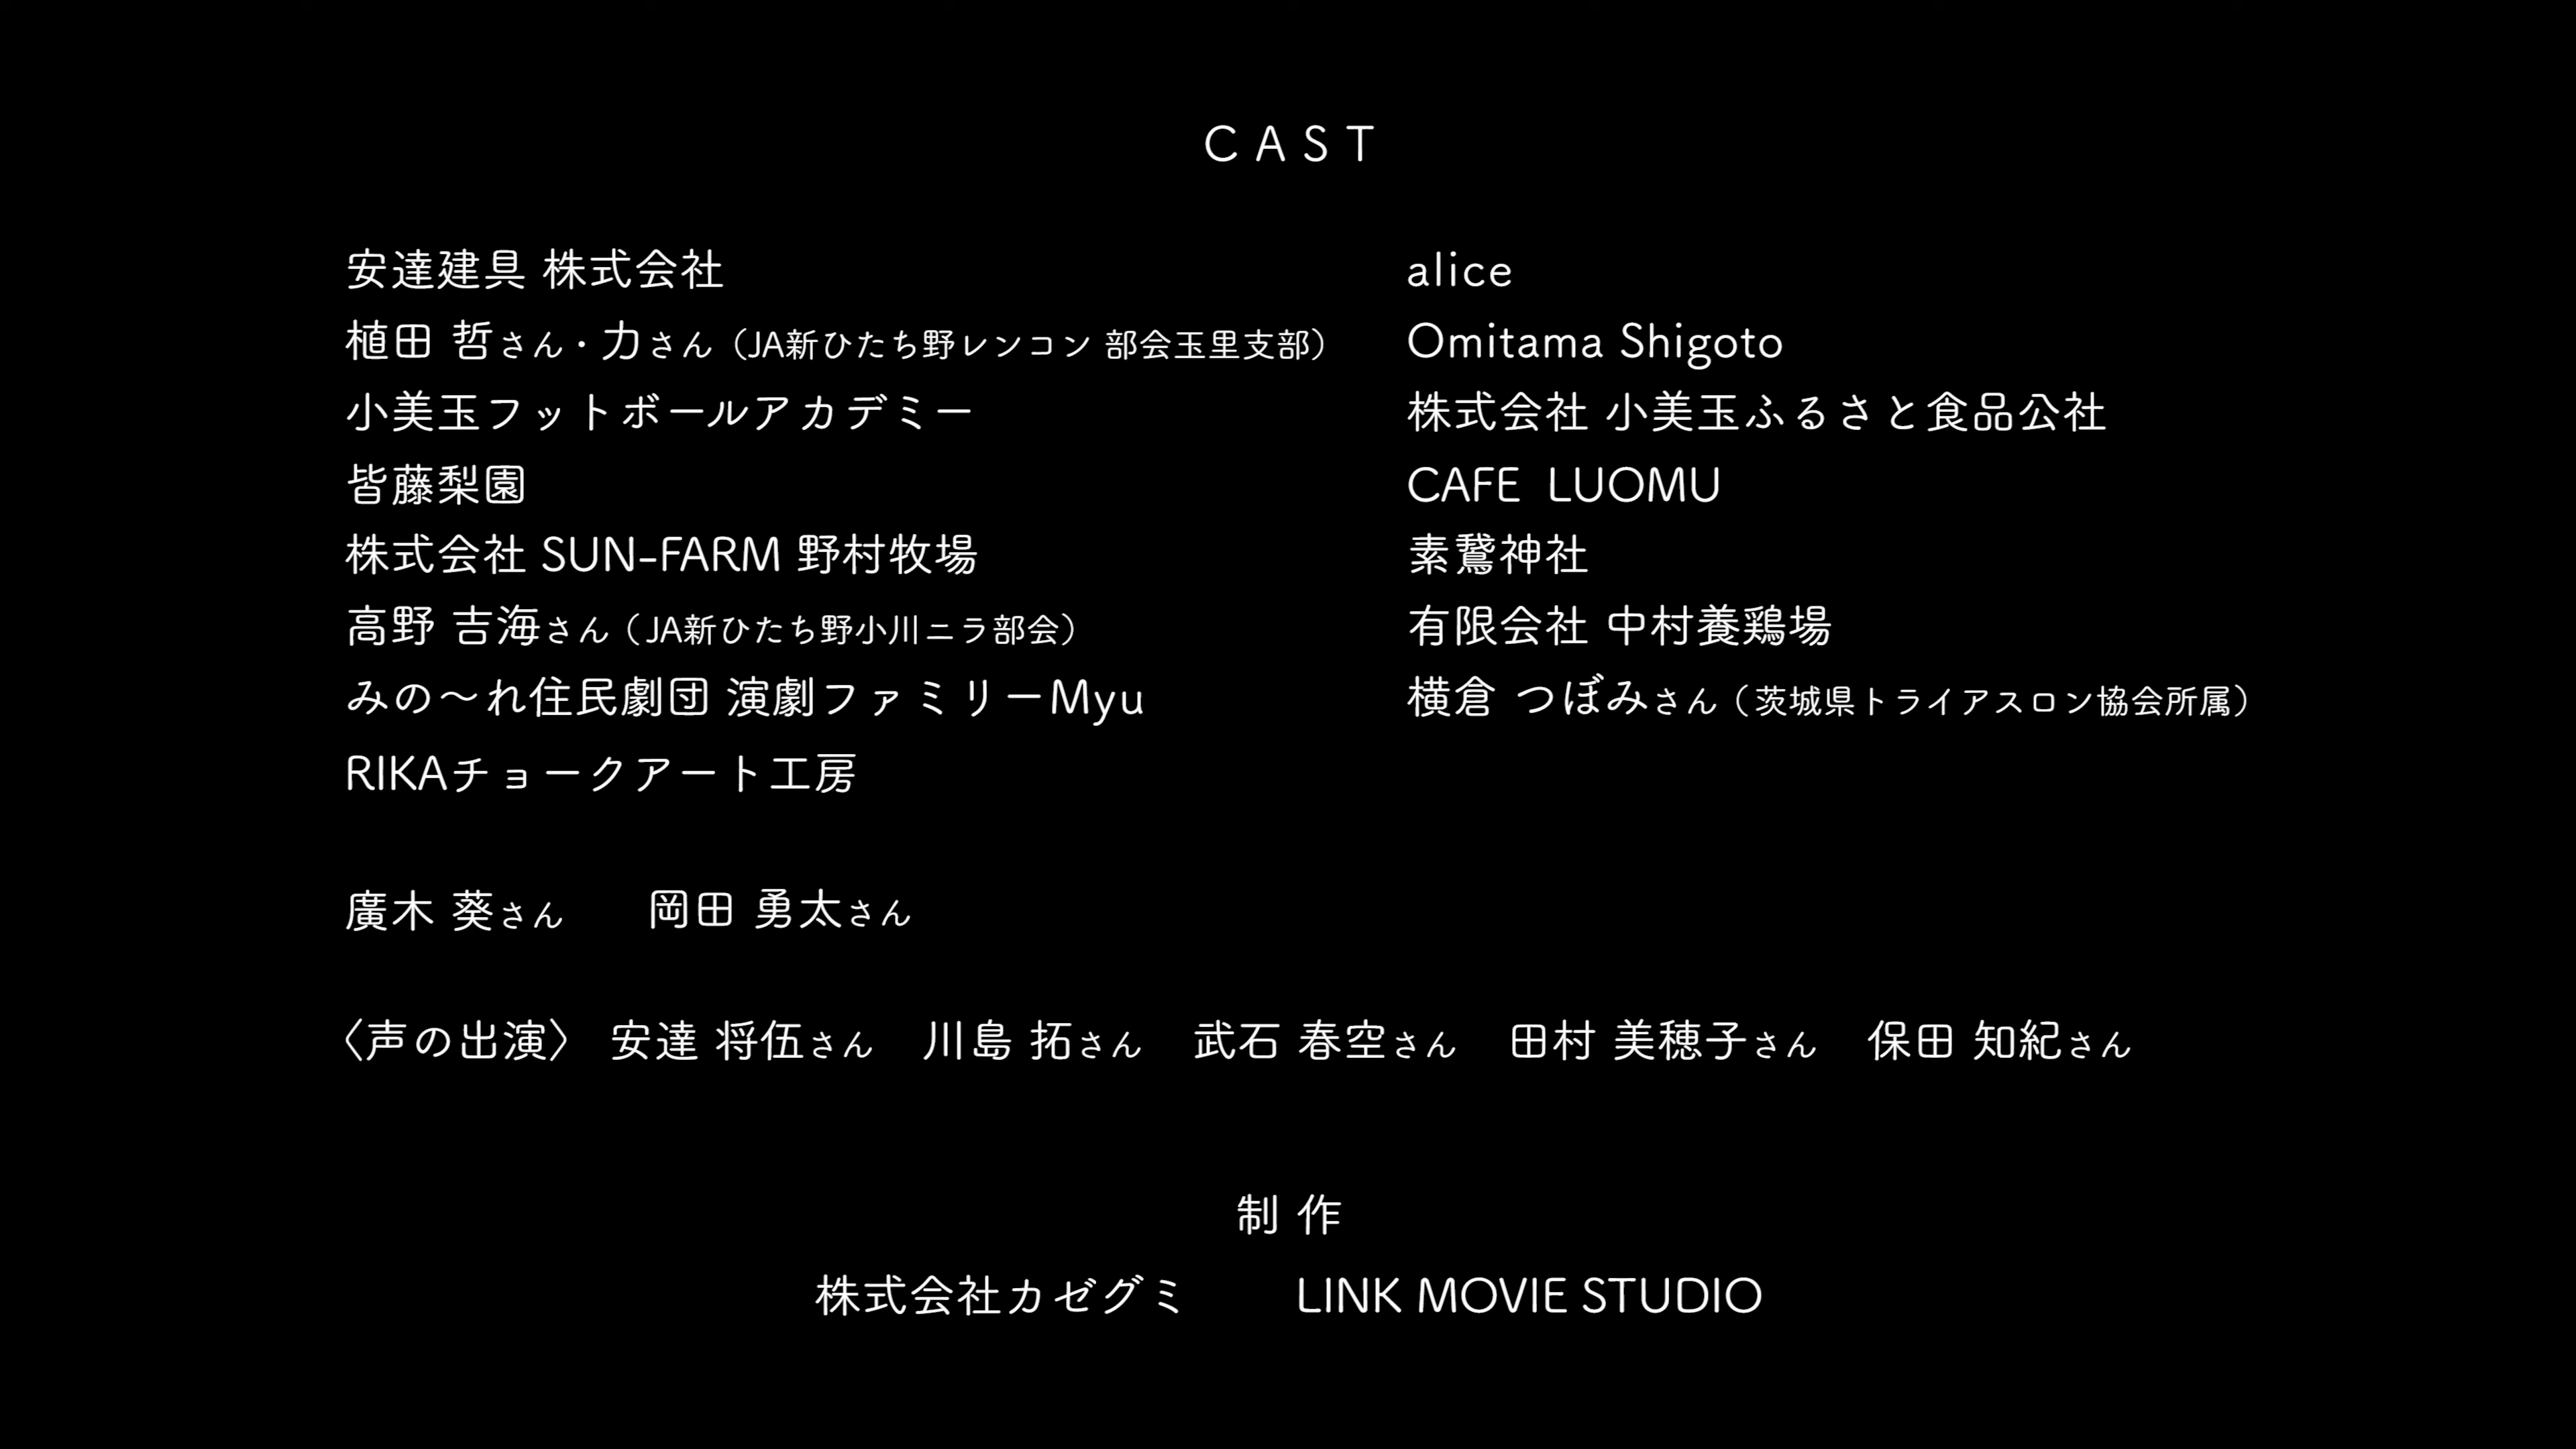 CAST
安達建具 株式会社
植田 哲さん・力さん（JA新ひたち野レンコン 部会玉里支部）
小美玉フットボールアカデミー
皆藤梨園
株式会社 SUN-FARM 野村牧場
高野 吉海さん（JA新ひたち野小川ニラ部会）
みの～れ住民劇団 演劇ファミリーMyu
RIKAチョークアート工房
alice
Omitama Shigoto
株式会社 小美玉ふるさと食品公社
CAFE LUOMU
素鵞神社
有限会社 中村養鶏場
横倉 つぼみさん（茨城県トライアスロン協会所属）
廣木 葵さん 岡田 勇太さん
〈声の出演〉 安達 将伍さん 川島 拓さん 武石 春空さん 田村 美穂子さん 保田 知紀さん
制作
株式会社カゼグミ LINK MOVIE STUDIO